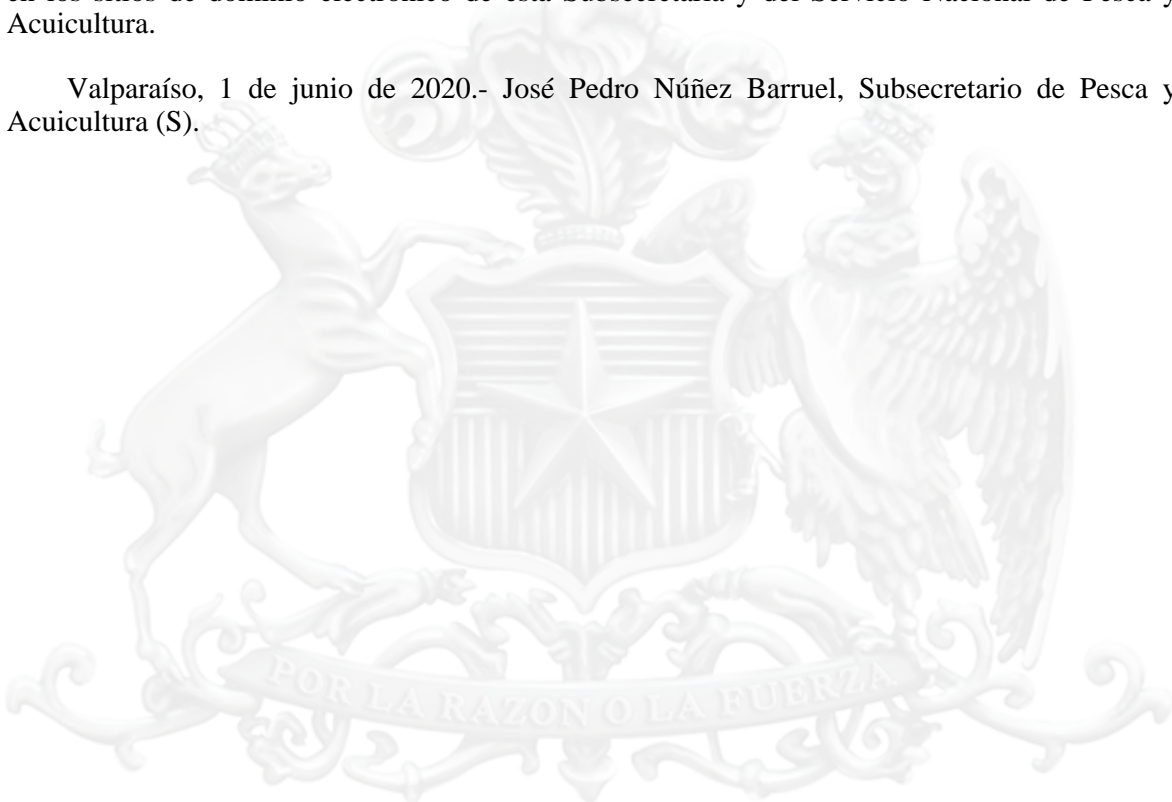 en los sitios de dominio electrónico de esta Subsecretaría y del Servicio Nacional de Pesca y
Acuicultura.
Valparaíso, 1 de junio de 2020.- José Pedro Núñez Barruel, Subsecretario de Pesca y
Acuicultura (S).
POR LA RAZON O LA FUERZA